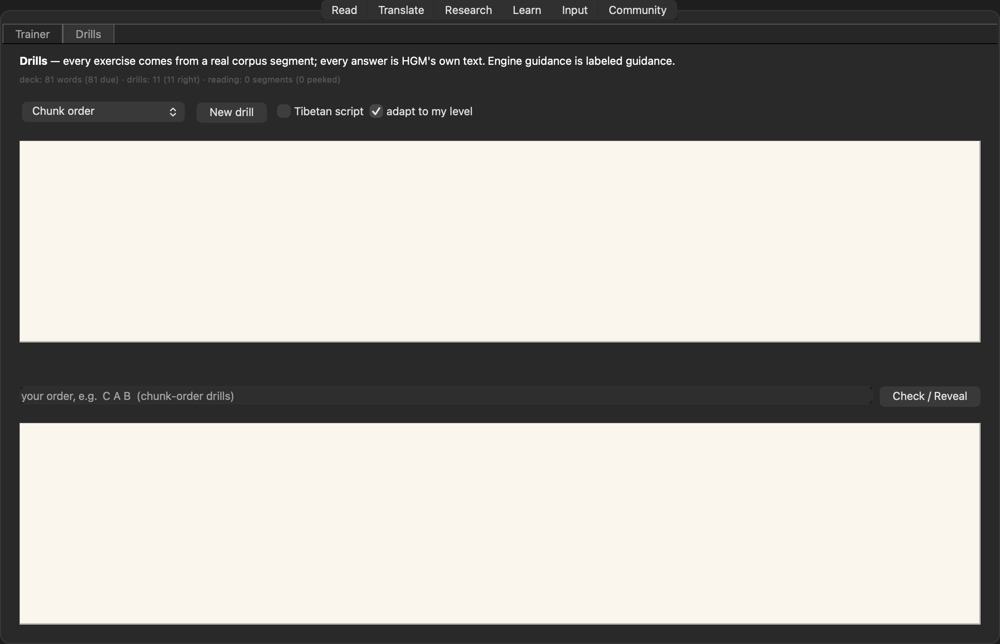 Read Translate Research Learn Input Community
Trainer Drills
Drills — every exercise comes from a real corpus segment; every answer is HGM's own text. Engine guidance is labeled guidance.
deck: 81 words (81 due) · drills: 11 (11 right) · reading: 0 segments (0 peeked)
Chunk order New drill Tibetan script adapt to my level
your order, e.g. C A B (chunk-order drills) Check / Reveal